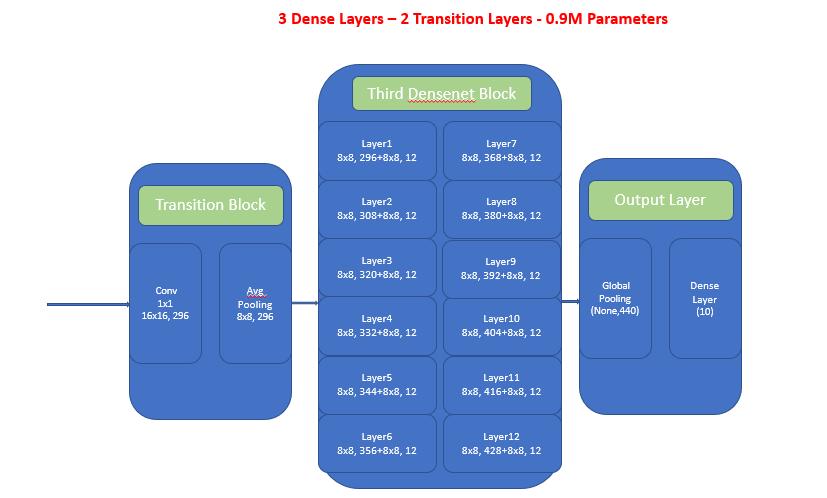 3 Dense Layers – 2 Transition Layers - 0.9M Parameters
Transition Block
Conv
1x1
16x16, 296
Avg
Pooling
8x8, 296
Third Densenet Block
Layer1
8x8, 296+8x8, 12
Layer2
8x8, 308+8x8, 12
Layer3
8x8, 320+8x8, 12
Layer4
8x8, 332+8x8, 12
Layer5
8x8, 344+8x8, 12
Layer6
8x8, 356+8x8, 12
Layer7
8x8, 368+8x8, 12
Layer8
8x8, 380+8x8, 12
Layer9
8x8, 392+8x8, 12
Layer10
8x8, 404+8x8, 12
Layer11
8x8, 416+8x8, 12
Layer12
8x8, 428+8x8, 12
Output Layer
Global
Pooling
(None,440)
Dense
Layer
(10)